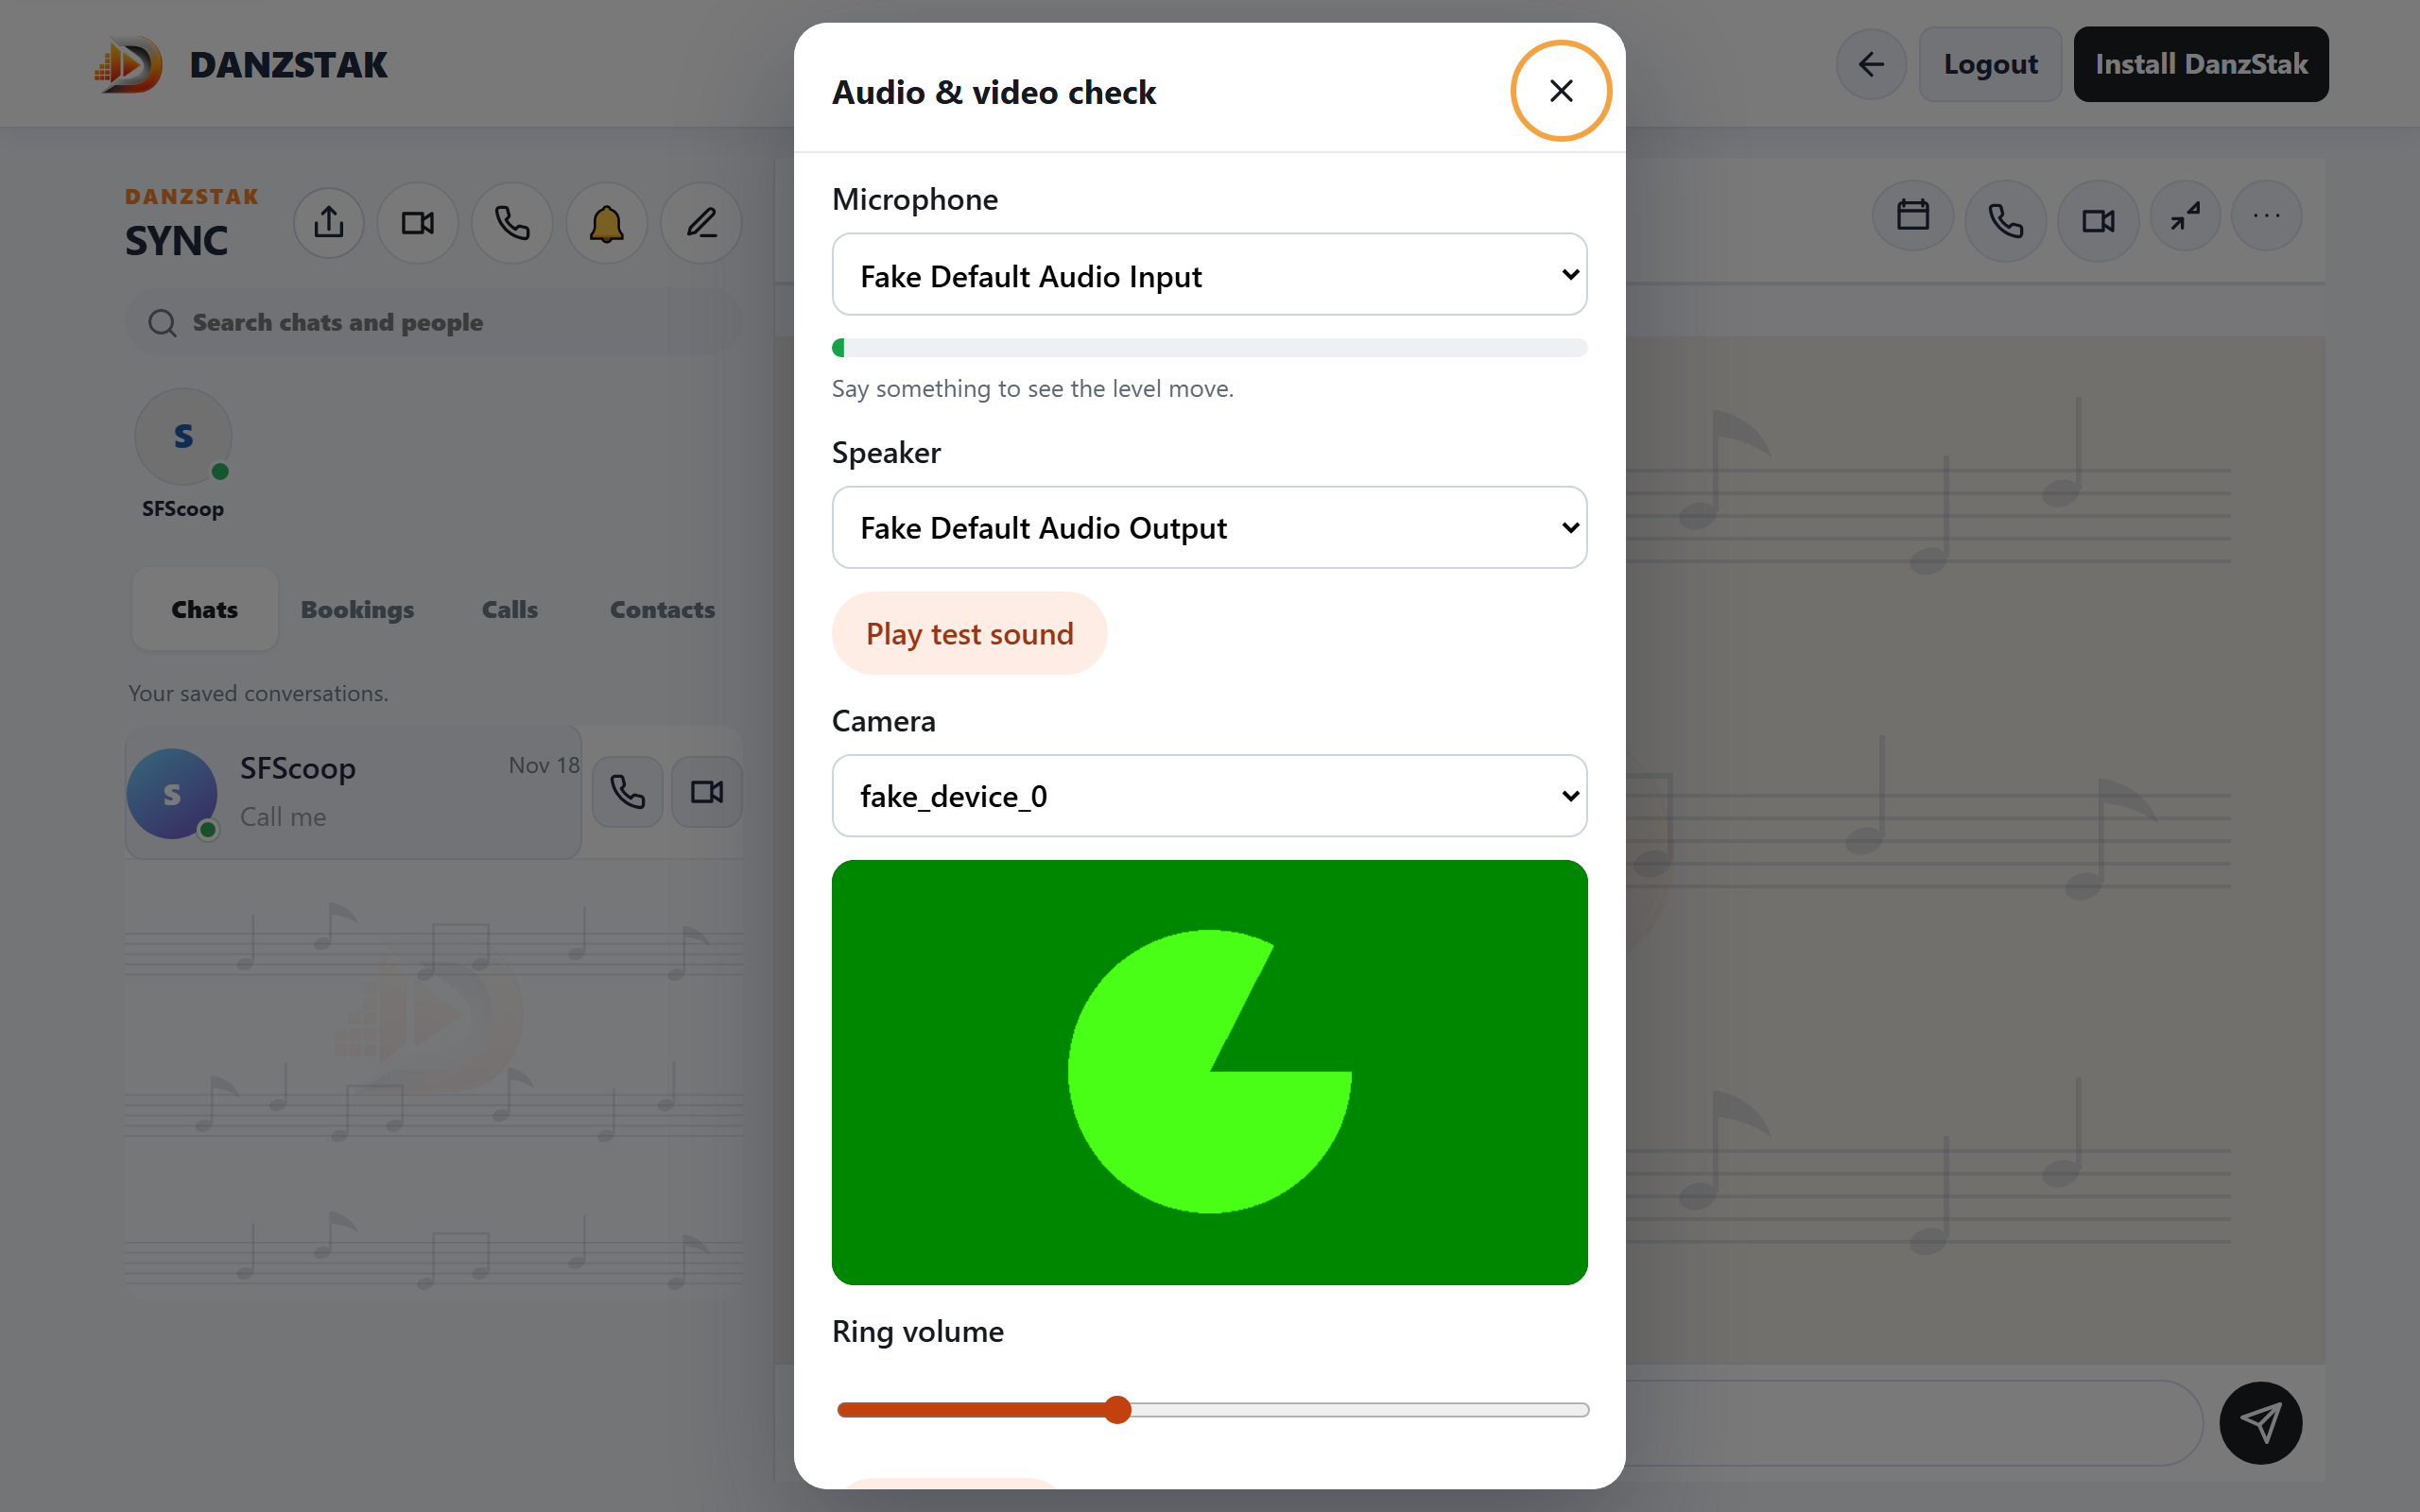 DANZSTAK
Logout
Install DanzStak
DANZSTAK
SYNC
Search chats and people
S
SFScoop
Chats
Bookings
Calls
Contacts
Your saved conversations.
S
SFScoop
Nov 18
Call me
Audio & video check
Microphone
Fake Default Audio Input
Say something to see the level move.
Speaker
Fake Default Audio Output
Play test sound
Camera
fake_device_0
Ring volume